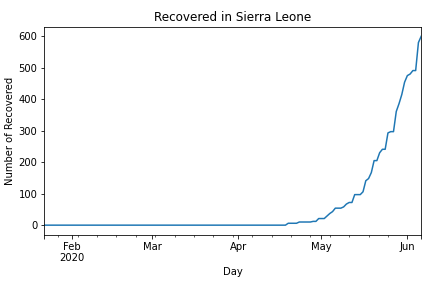 Recovered in Sierra Leone
Number of Recovered
600
500
400
300
200
100
0
Feb
2020
Mar
Apr
May
Jun
Day